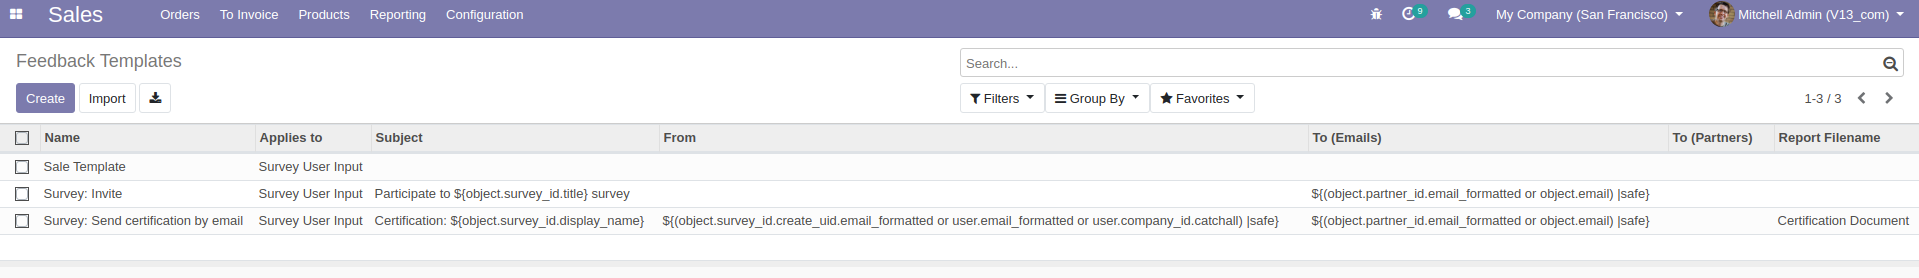 Sales Orders To Invoice Products Reporting Configuration 9 3 My Company (San Francisco) Mitchell Admin (V13_com)
Feedback Templates Search...
Create Import Filters Group By Favorites 1-3 / 3
Name Applies to Subject From To (Emails) To (Partners) Report Filename
Sale Template Survey User Input
Survey: Invite Survey User Input Participate to ${object.survey_id.title} survey ${(object.partner_id.email_formatted or object.email) |safe}
Survey: Send certification by email Survey User Input Certification: ${object.survey_id.display_name} ${(object.survey_id.create_uid.email_formatted or user.email_formatted or user.company_id.catchall) |safe} ${(object.partner_id.email_formatted or object.email) |safe} Certification Document